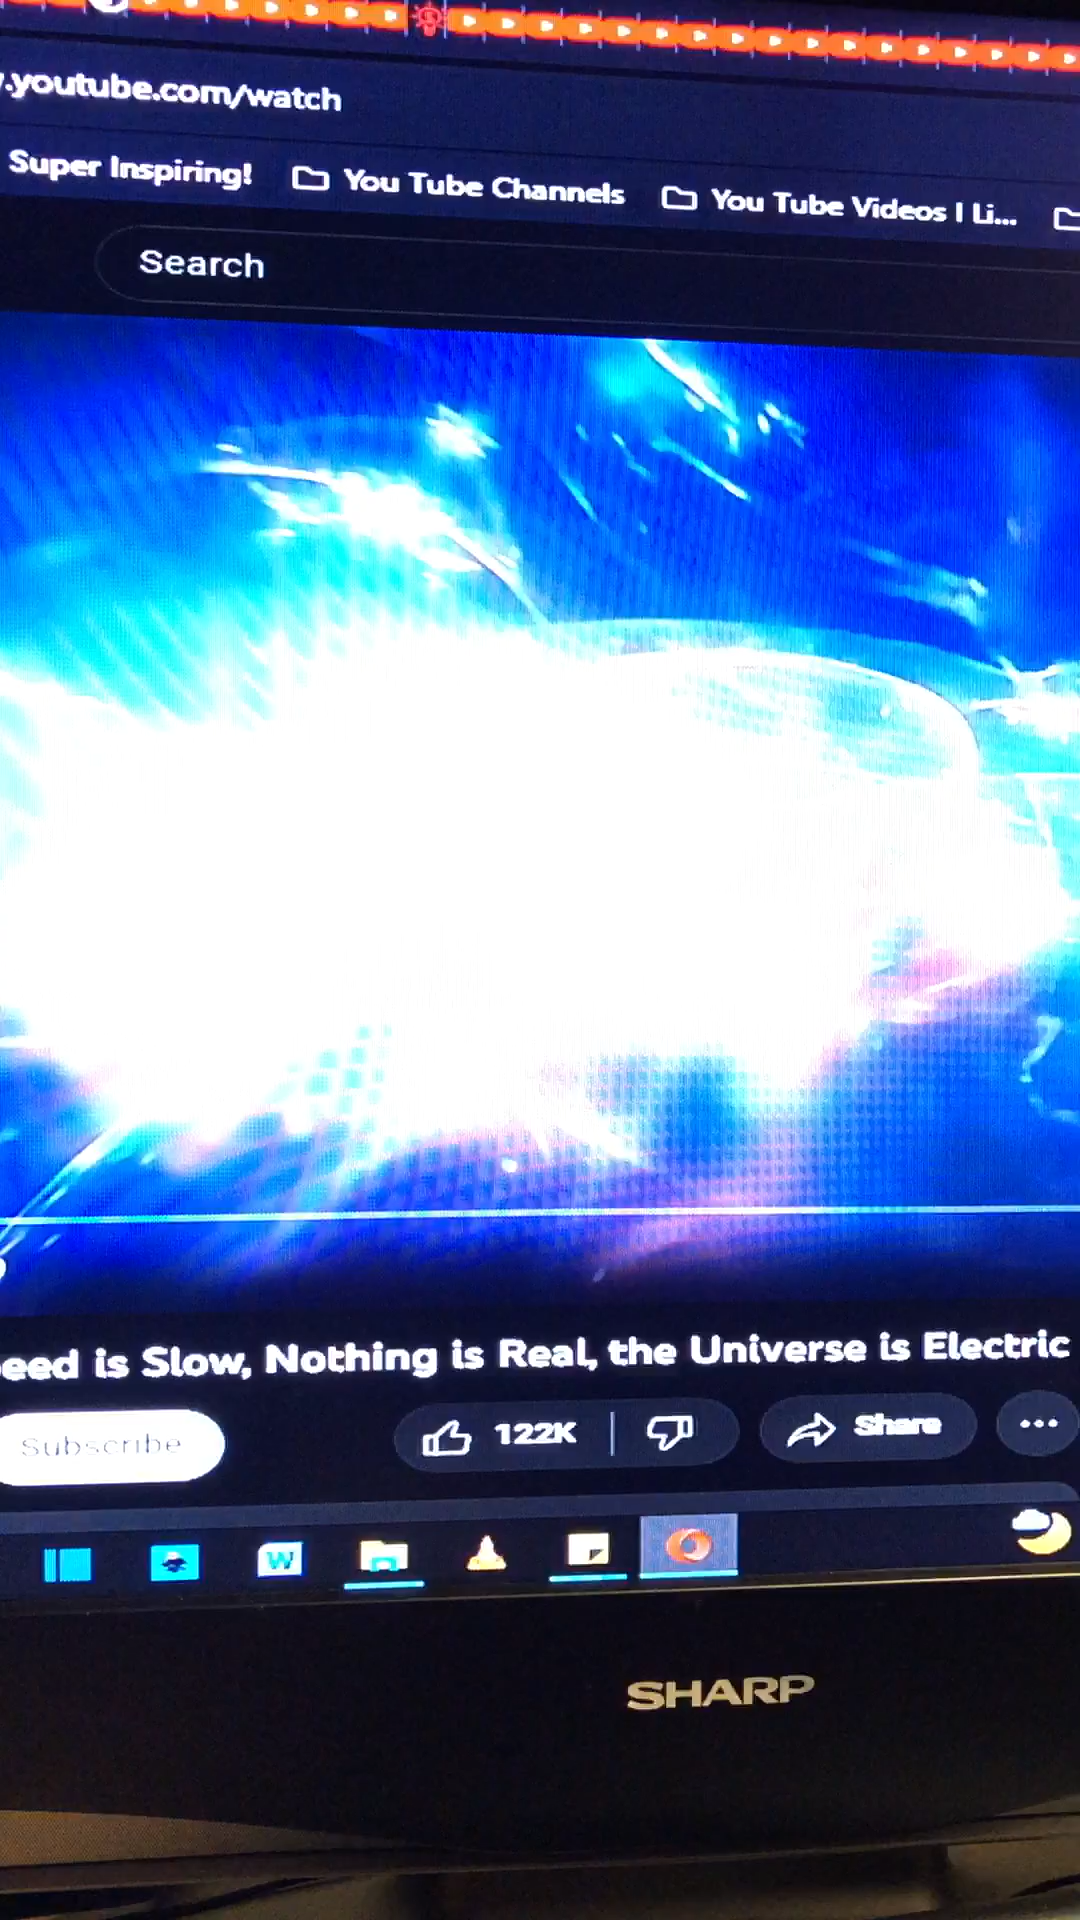 .youtube.com/watch
Super Inspiring! You Tube Channels You Tube Videos I Li...
Search
eed is Slow, Nothing is Real, the Universe is Electric
Subscribe 122K Share
W
SHARP